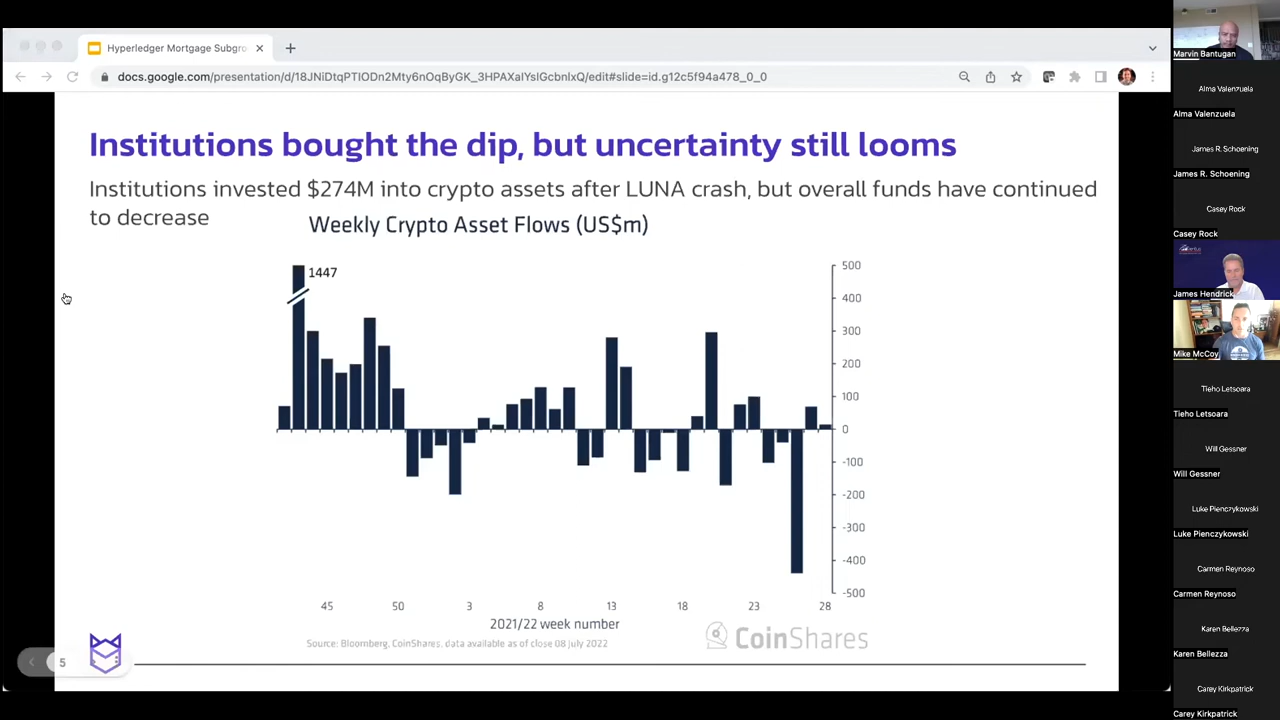 Hyperledger Mortgage Subgro
docs.google.com/presentation/d/18JNiDtqPTIODn2Mty6nOqByGK_3HPAXaIYsIGcbnIxQ/edit#slide=id.g12c5f94a478_0_0
Institutions bought the dip, but uncertainty still looms
Institutions invested $274M into crypto assets after LUNA crash, but overall funds have continued
to decrease
Weekly Crypto Asset Flows (US$m)
1447
500
400
300
200
100
0
-100
-200
-300
-400
-500
45 50 3 8 13 18 23 28
2021/22 week number
Source: Bloomberg, CoinShares, data available as of close 08 July 2022
CoinShares
5
Marvin Bantugan
Alma Valenzuela
Alma Valenzuela
James R. Schoening
James R. Schoening
Casey Rock
Casey Rock
James Hendrick
Mike McCoy
Tieho Letsoara
Tieho Letsoara
Will Gessner
Will Gessner
Luke Pienczykowski
Luke Pienczykowski
Carmen Reynoso
Carmen Reynoso
Karen Bellezza
Karen Bellezza
Carey Kirkpatrick
Carey Kirkpatrick